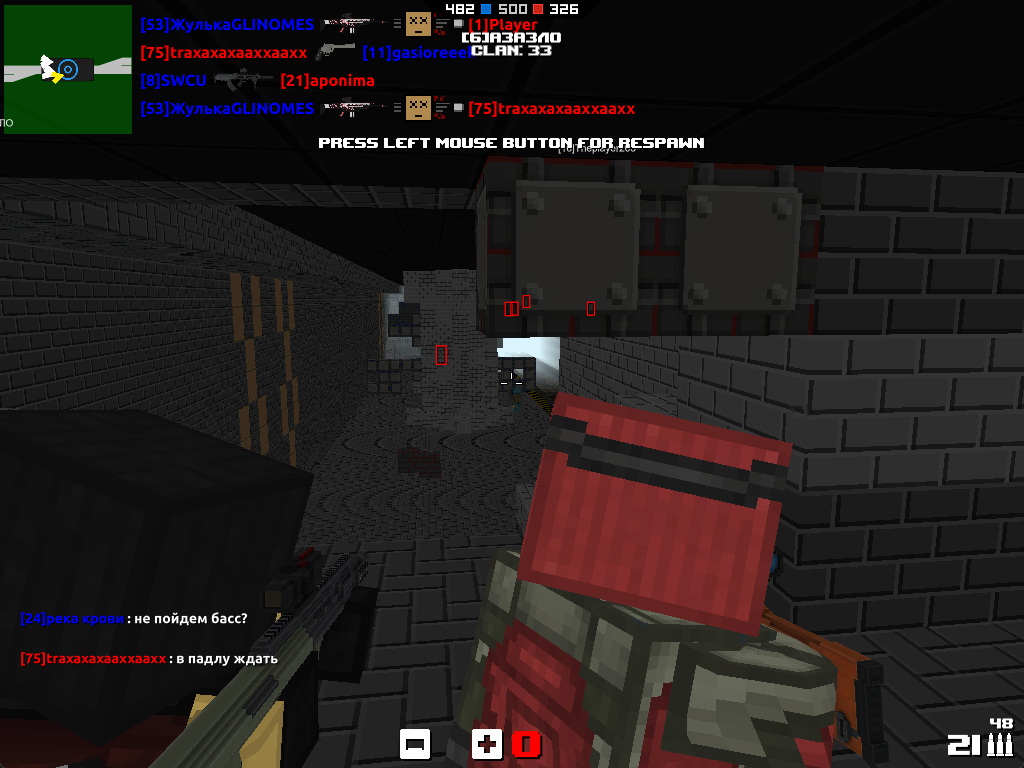 482 500 326
[53]ЖулькаGLINOMES [1]Player
[6]АЗАЗЛО
CLAN: 33
[75]traxaxaxaaxxaaxx [11]gasioreee
[8]SWCU [21]aponima
[53]ЖулькаGLINOMES [75]traxaxaxaaxxaaxx
ПО
PRESS LEFT MOUSE BUTTON FOR RESPAWN
[24]река крови : не пойдем басс?
[75]traxaxaxaaxxaaxx : в падлу ждать
0
48
21